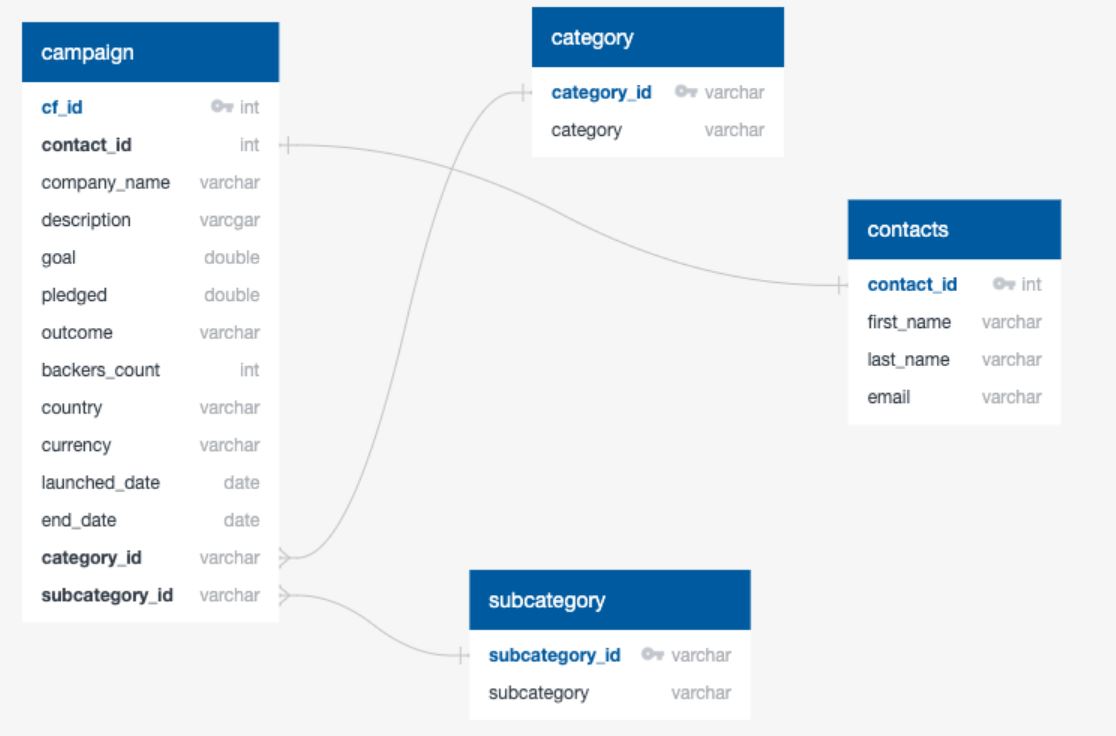 campaign
cf_id int
contact_id int
company_name varchar
description varcgar
goal double
pledged double
outcome varchar
backers_count int
country varchar
currency varchar
launched_date date
end_date date
category_id varchar
subcategory_id varchar
category
category_id varchar
category varchar
contacts
contact_id int
first_name varchar
last_name varchar
email varchar
subcategory
subcategory_id varchar
subcategory varchar